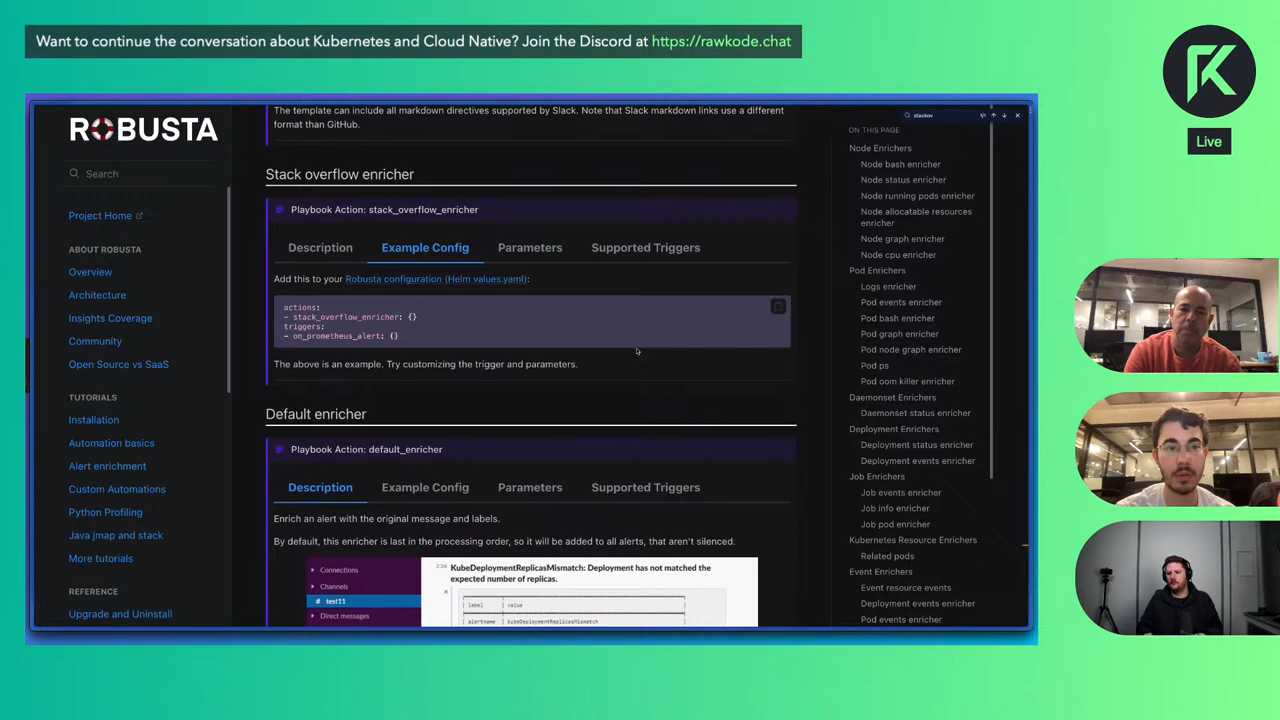 Want to continue the conversation about Kubernetes and Cloud Native? Join the Discord at https://rawkode.chat
Live
ROBUSTA
Search
Project Home
ABOUT ROBUSTA
Overview
Architecture
Insights Coverage
Community
Open Source vs SaaS
TUTORIALS
Installation
Automation basics
Alert enrichment
Custom Automations
Python Profiling
Java jmap and stack
More tutorials
REFERENCE
Upgrade and Uninstall
The template can include all markdown directives supported by Slack. Note that Slack markdown links use a different
format than GitHub.
Stack overflow enricher
Playbook Action: stack_overflow_enricher
Description Example Config Parameters Supported Triggers
Add this to your Robusta configuration (Helm values.yaml):
actions:
- stack_overflow_enricher: {}
triggers:
- on_prometheus_alert: {}
The above is an example. Try customizing the trigger and parameters.
Default enricher
Playbook Action: default_enricher
Description Example Config Parameters Supported Triggers
Enrich an alert with the original message and labels.
By default, this enricher is last in the processing order, so it will be added to all alerts, that aren't silenced.
Connections
Channels
# test11
Direct messages
2:34 KubeDeploymentReplicasMismatch: Deployment has not matched the
expected number of replicas.
label value
alertname KubeDeploymentReplicasMismatch
stackov
ON THIS PAGE
Node Enrichers
Node bash enricher
Node status enricher
Node running pods enricher
Node allocatable resources
enricher
Node graph enricher
Node cpu enricher
Pod Enrichers
Logs enricher
Pod events enricher
Pod bash enricher
Pod graph enricher
Pod node graph enricher
Pod ps
Pod oom killer enricher
Daemonset Enrichers
Daemonset status enricher
Deployment Enrichers
Deployment status enricher
Deployment events enricher
Job Enrichers
Job events enricher
Job info enricher
Job pod enricher
Kubernetes Resource Enrichers
Related pods
Event Enrichers
Event resource events
Deployment events enricher
Pod events enricher